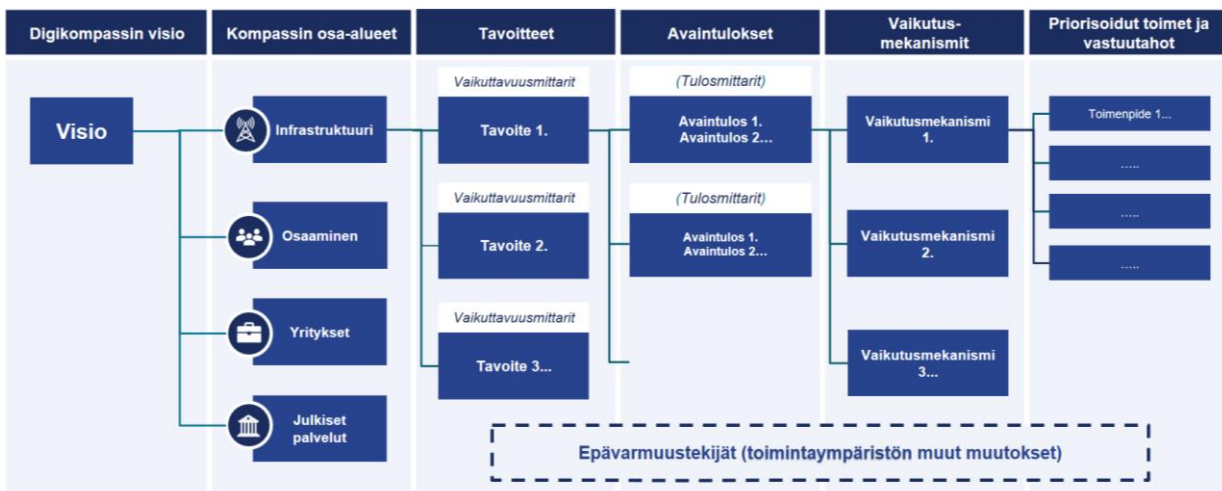 Digikompassin visio
Kompassin osa-alueet
Tavoitteet
Avaintulokset
Vaikutus-
mekanismit
Priorisoidut toimet ja
vastuutahot
Visio
Infrastruktuuri
Osaaminen
Yritykset
Julkiset
palvelut
Vaikuttavuusmittarit
Tavoite 1.
Vaikuttavuusmittarit
Tavoite 2.
Vaikuttavuusmittarit
Tavoite 3...
(Tulosmittarit)
Avaintulos 1.
Avaintulos 2...
(Tulosmittarit)
Avaintulos 1.
Avaintulos 2...
Vaikutusmekanismi
1.
Vaikutusmekanismi
2.
Vaikutusmekanismi
3...
Toimenpide 1...
.....
.....
.....
Epävarmuustekijät (toimintaympäristön muut muutokset)